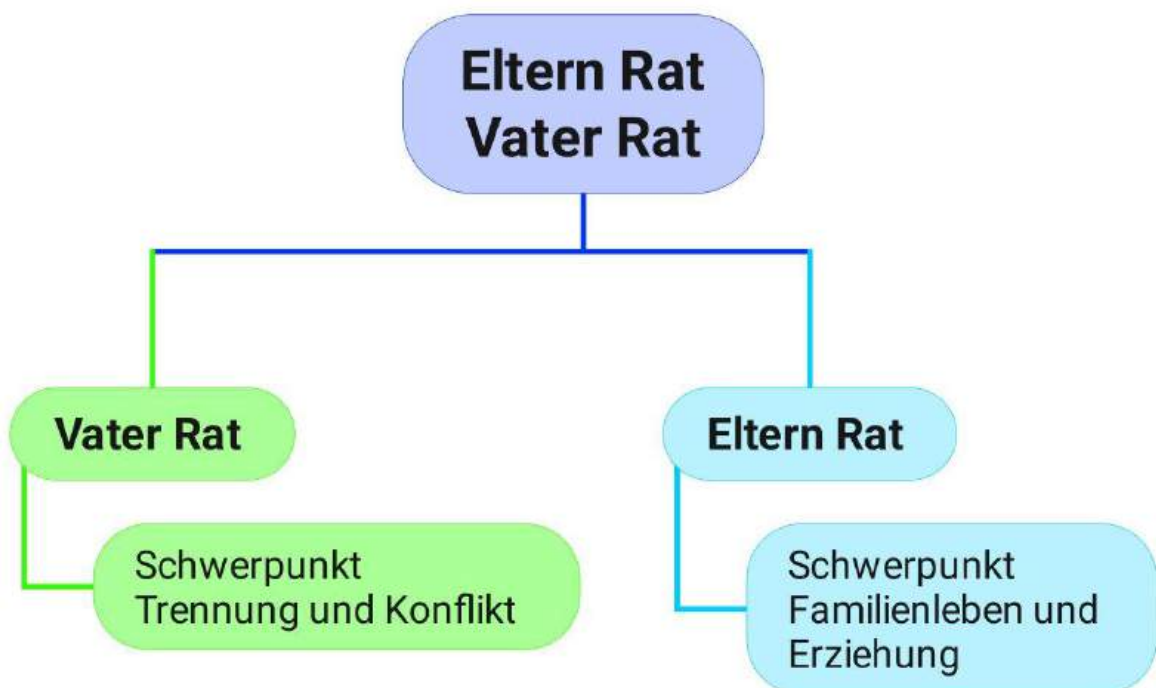 Eltern Rat
Vater Rat
Vater Rat
Schwerpunkt
Trennung und Konflikt
Eltern Rat
Schwerpunkt
Familienleben und
Erziehung